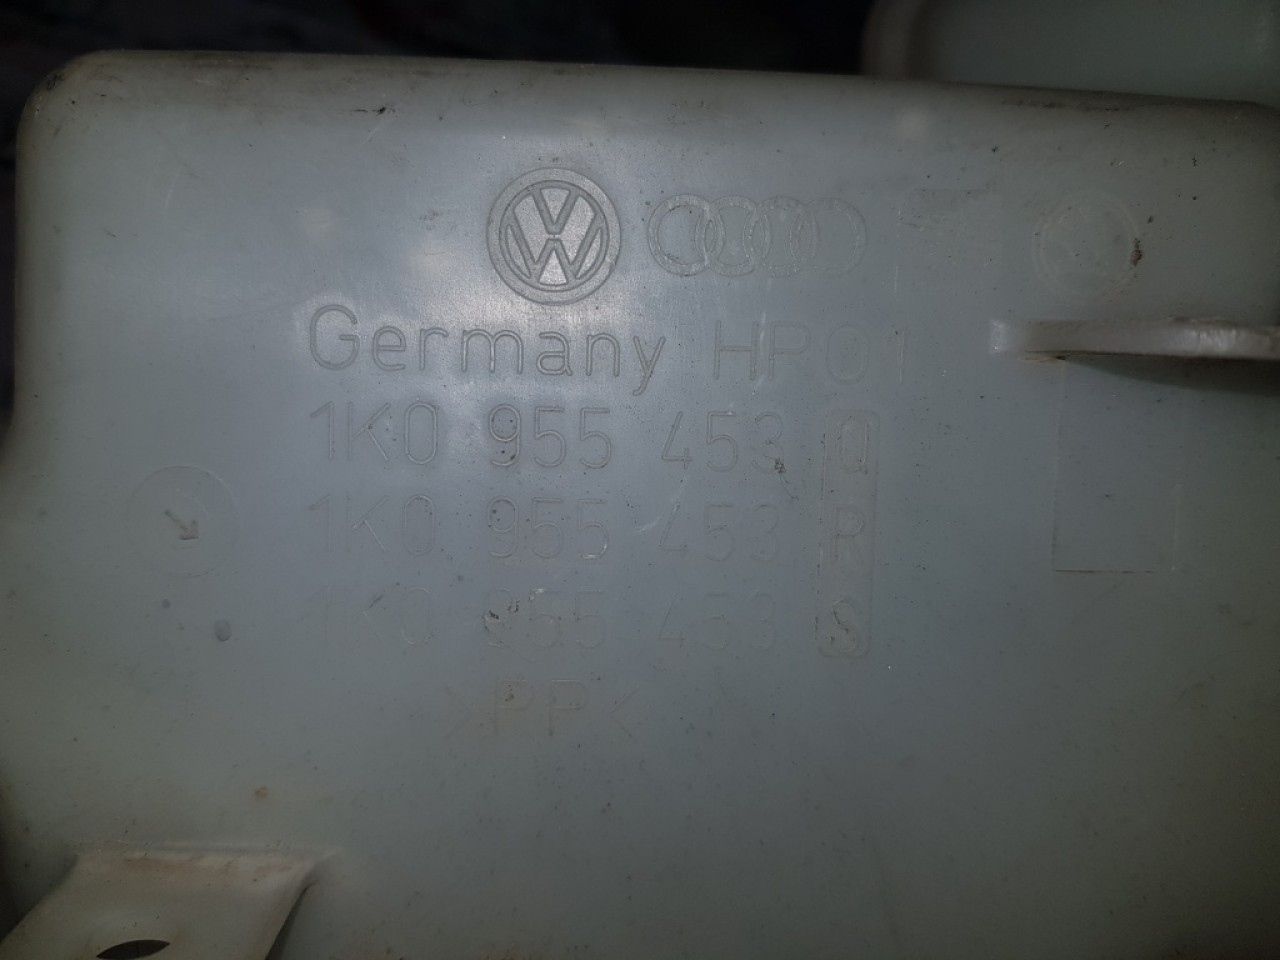 Germany HP01
1K0 955 453 Q
1K0 955 453 R
1K0 955 453 S
>PP<